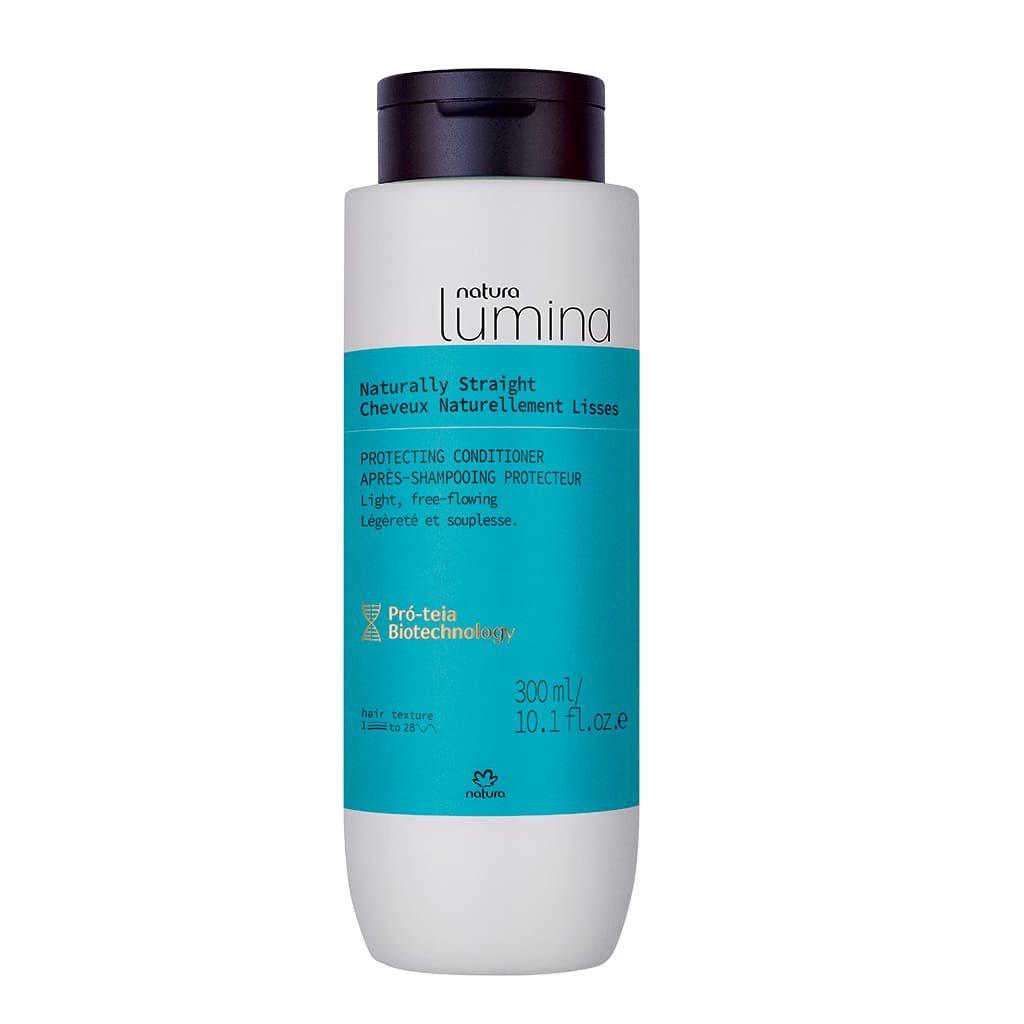 natura
lumina
Naturally Straight
Cheveux Naturellement Lisses
PROTECTING CONDITIONER
APRÈS-SHAMPOOING PROTECTEUR
Light, free-flowing
Légèreté et souplesse.
Pró-teia
Biotechnology
300 ml/
10.1 fl.oz.e
hair texture
1 to 2B
natura